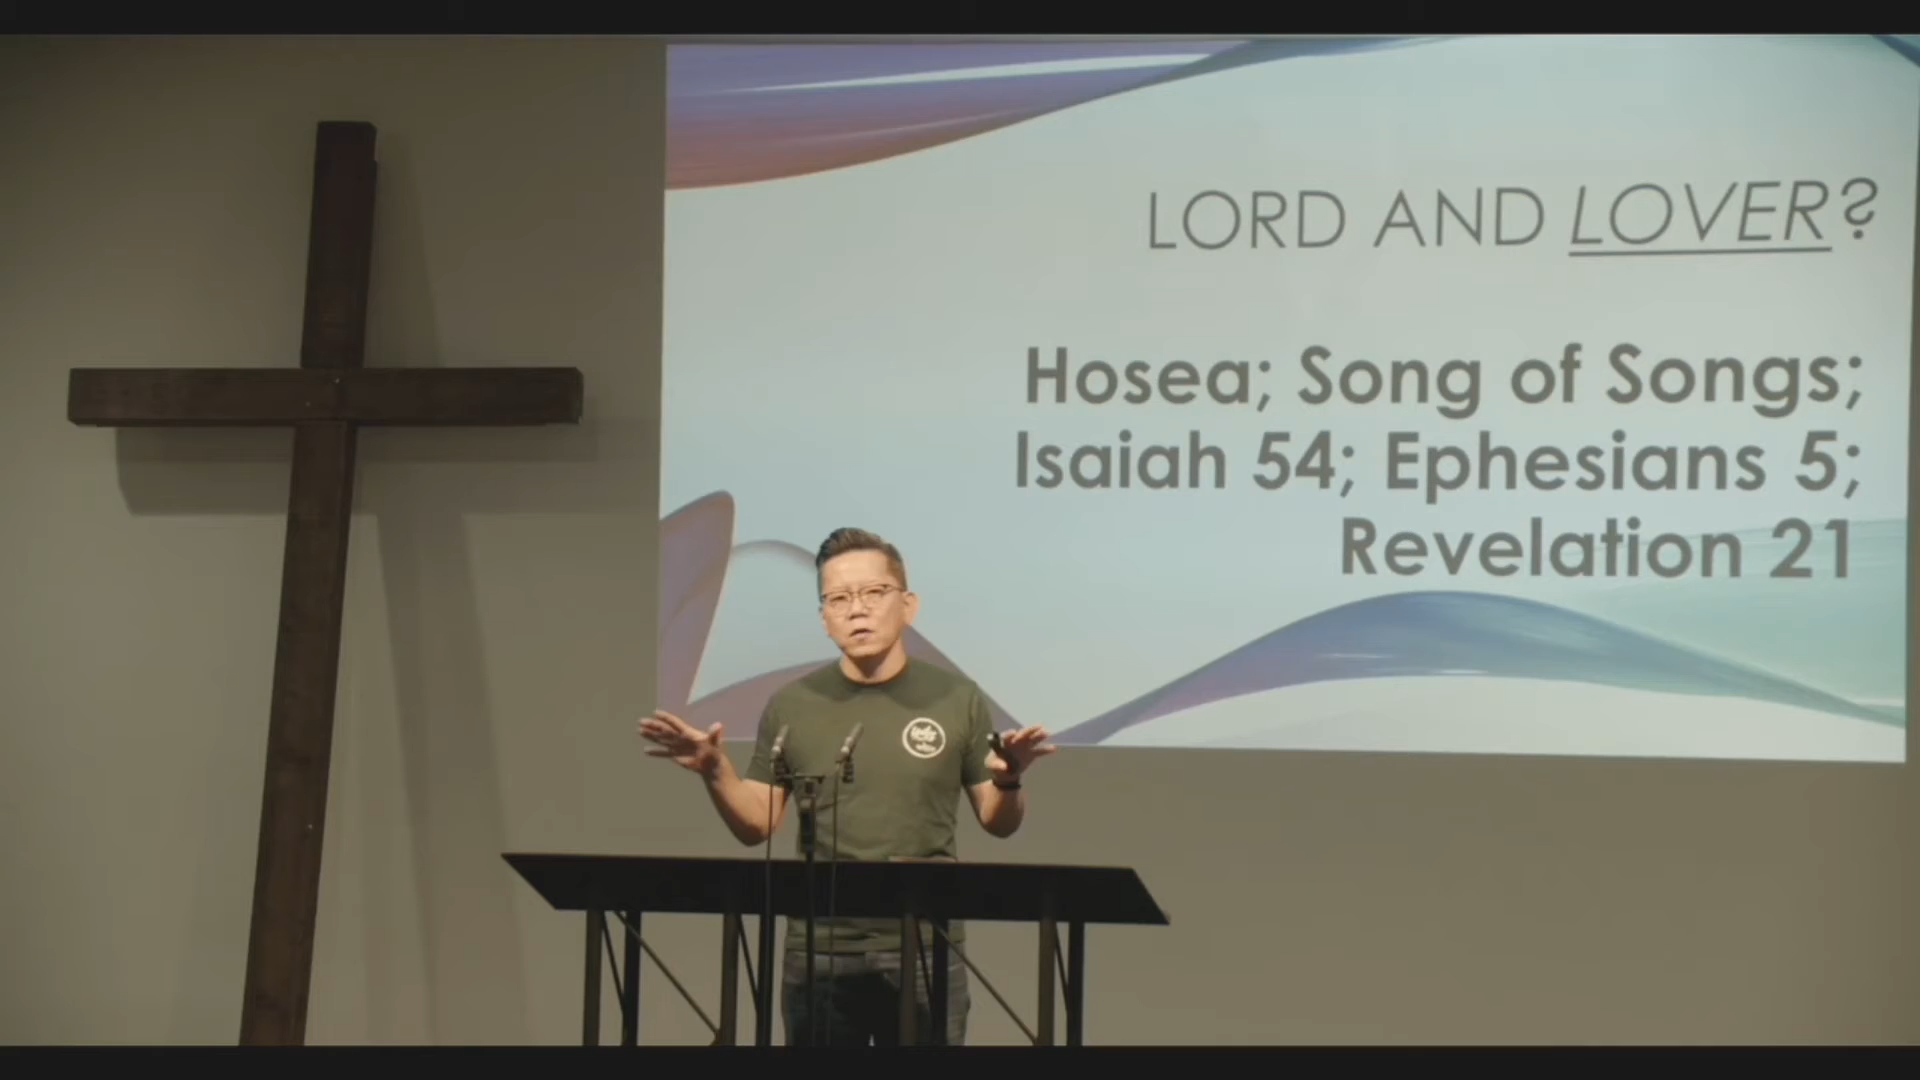 LORD AND LOVER?
Hosea; Song of Songs;
Isaiah 54; Ephesians 5;
Revelation 21